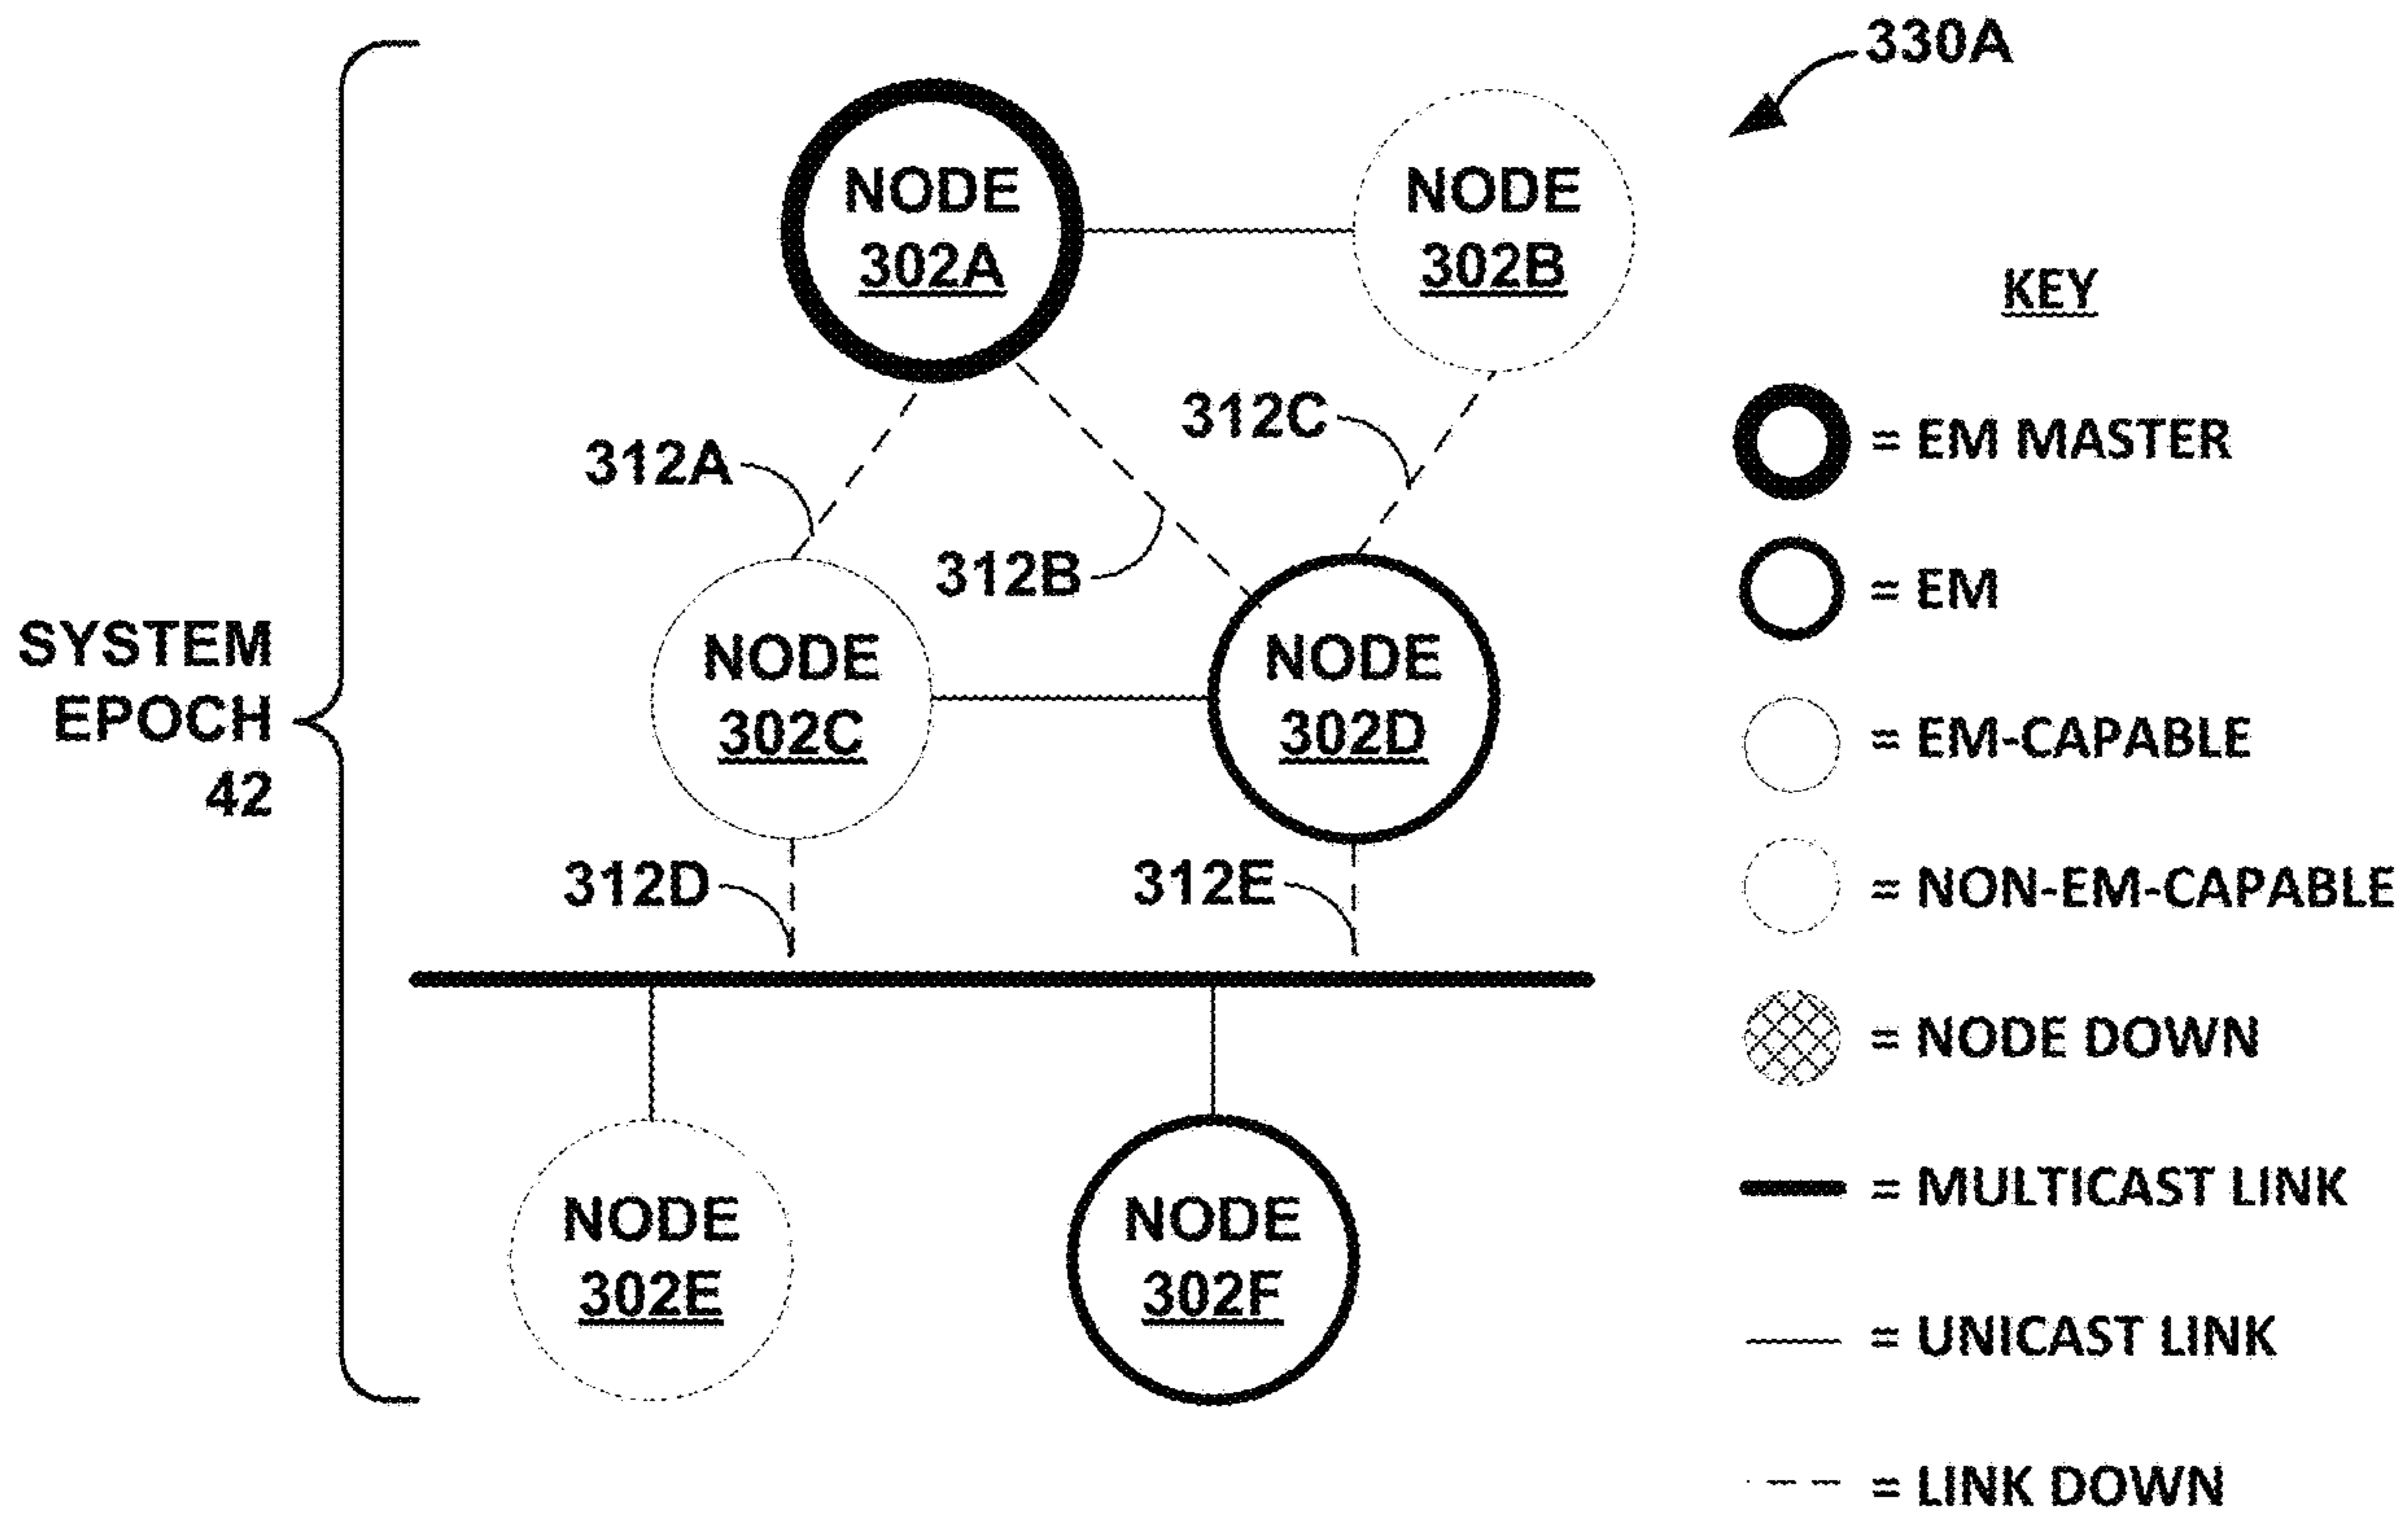 330A
NODE
302A
NODE
302B
312A
312B
312C
SYSTEM
EPOCH
42
NODE
302C
NODE
302D
312D
312E
NODE
302E
NODE
302F
KEY
= EM MASTER
= EM
= EM-CAPABLE
= NON-EM-CAPABLE
= NODE DOWN
= MULTICAST LINK
= UNICAST LINK
= LINK DOWN